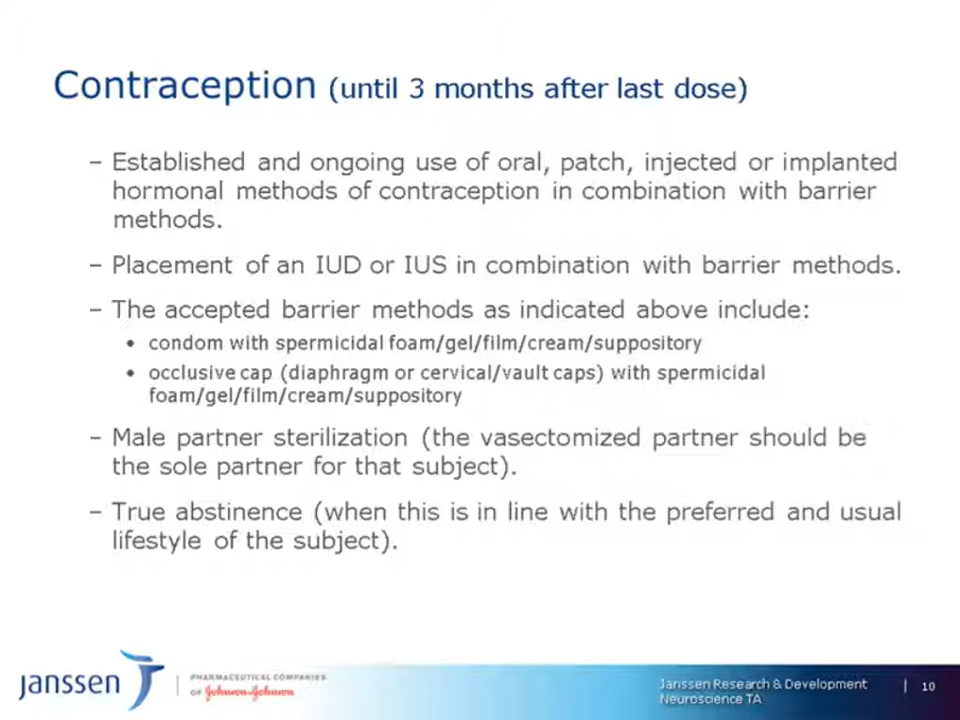 Contraception (until 3 months after last dose)
– Established and ongoing use of oral, patch, injected or implanted
hormonal methods of contraception in combination with barrier
methods.
– Placement of an IUD or IUS in combination with barrier methods.
– The accepted barrier methods as indicated above include:
• condom with spermicidal foam/gel/film/cream/suppository
• occlusive cap (diaphragm or cervical/vault caps) with spermicidal
foam/gel/film/cream/suppository
– Male partner sterilization (the vasectomized partner should be
the sole partner for that subject).
– True abstinence (when this is in line with the preferred and usual
lifestyle of the subject).
janssen
PHARMACEUTICAL COMPANIES
OF Johnson & Johnson
Janssen Research & Development
Neuroscience TA
| 10